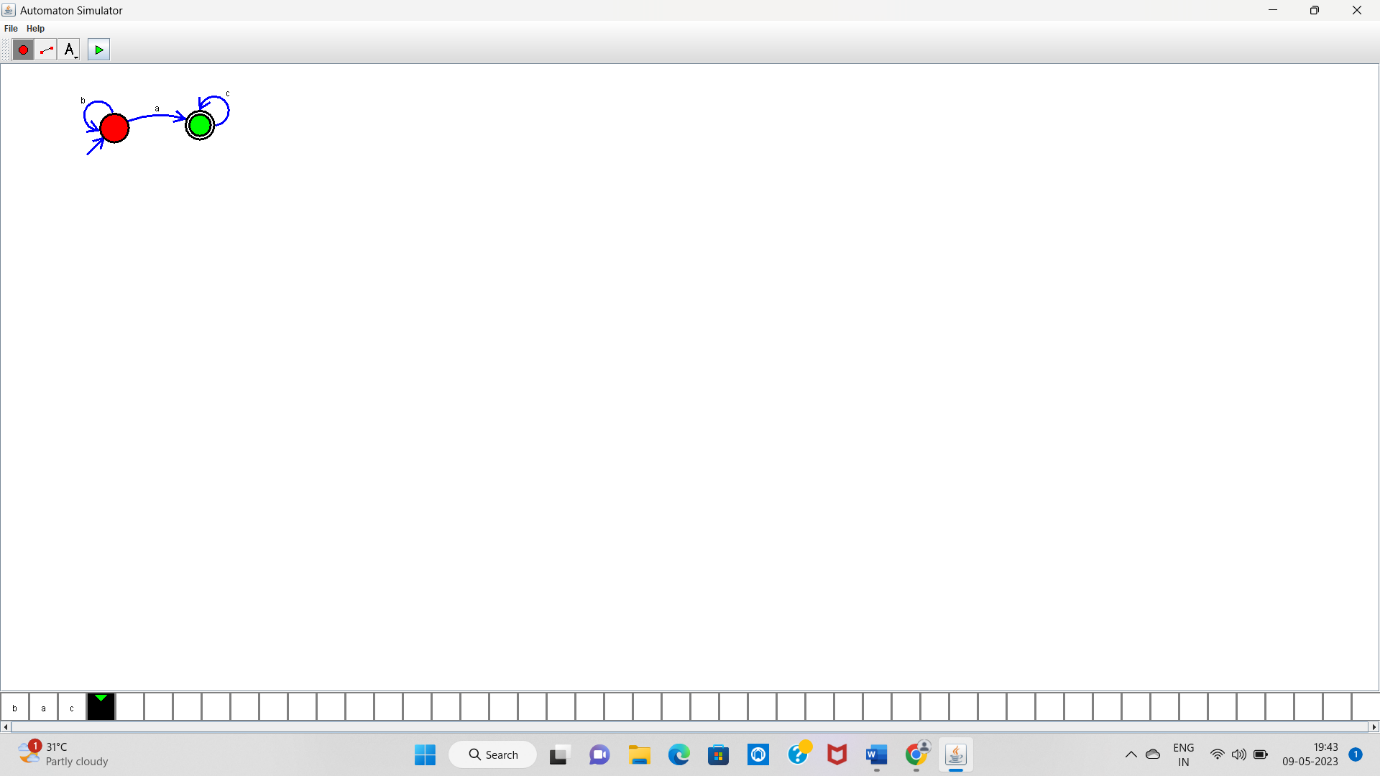 Automaton Simulator
File Help
A
b a c
b a c
1 31°C
Partly cloudy
Search
ENG
IN
19:43
09-05-2023
1